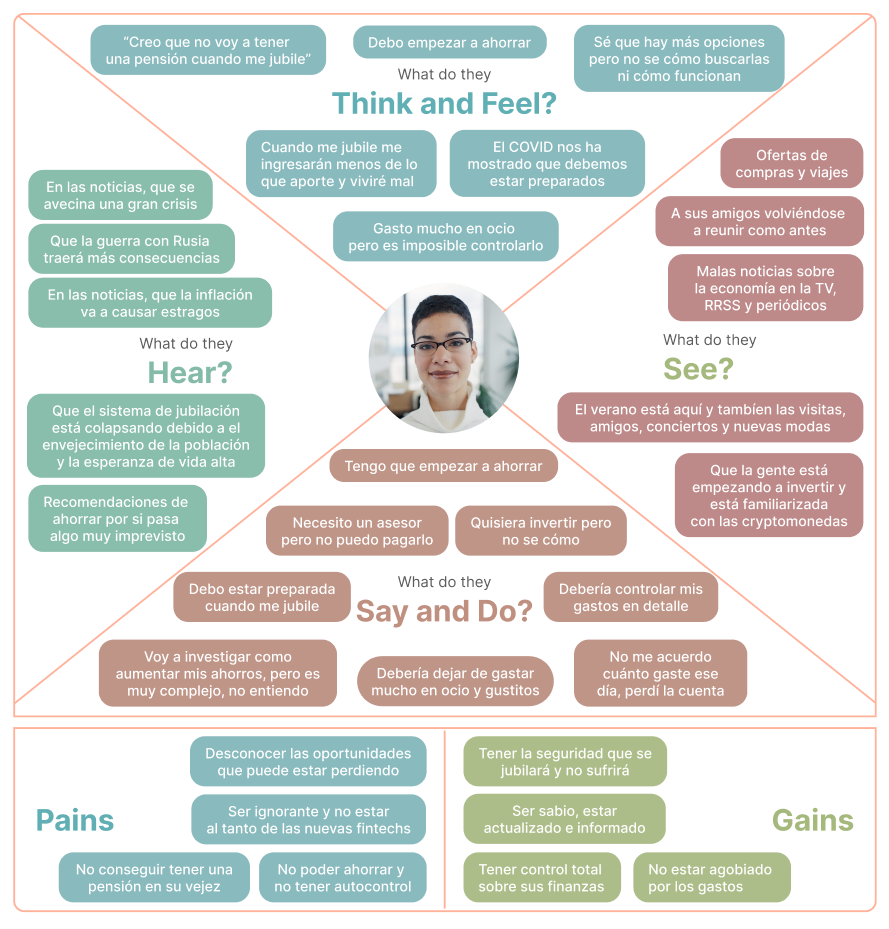 “Creo que no voy a tener
una pensión cuando me jubile”
Debo empezar a ahorrar
Sé que hay más opciones
pero no se cómo buscarlas
ni cómo funcionan
What do they
Think and Feel?
Cuando me jubile me
ingresarán menos de lo
que aporte y viviré mal
El COVID nos ha
mostrado que debemos
estar preparados
Gasto mucho en ocio
pero es imposible controlarlo
En las noticias, que se
avecina una gran crisis
Que la guerra con Rusia
traerá más consecuencias
En las noticias, que la inflación
va a causar estragos
What do they
Hear?
Que el sistema de jubilación
está colapsando debido a el
envejecimiento de la población
y la esperanza de vida alta
Recomendaciones de
ahorrar por si pasa
algo muy imprevisto
Ofertas de
compras y viajes
A sus amigos volviéndose
a reunir como antes
Malas noticias sobre
la economía en la TV,
RRSS y periódicos
What do they
See?
El verano está aquí y tambíen las visitas,
amigos, conciertos y nuevas modas
Que la gente está
empezando a invertir y
está familiarizada
con las cryptomonedas
Tengo que empezar a ahorrar
Necesito un asesor
pero no puedo pagarlo
Quisiera invertir pero
no se cómo
Debo estar preparada
cuando me jubile
What do they
Say and Do?
Debería controlar mis
gastos en detalle
Voy a investigar como
aumentar mis ahorros, pero es
muy complejo, no entiendo
Debería dejar de gastar
mucho en ocio y gustitos
No me acuerdo
cuánto gaste ese
día, perdí la cuenta
Pains
Desconocer las oportunidades
que puede estar perdiendo
Ser ignorante y no estar
al tanto de las nuevas fintechs
No conseguir tener una
pensión en su vejez
No poder ahorrar y
no tener autocontrol
Gains
Tener la seguridad que se
jubilará y no sufrirá
Ser sabio, estar
actualizado e informado
Tener control total
sobre sus finanzas
No estar agobiado
por los gastos